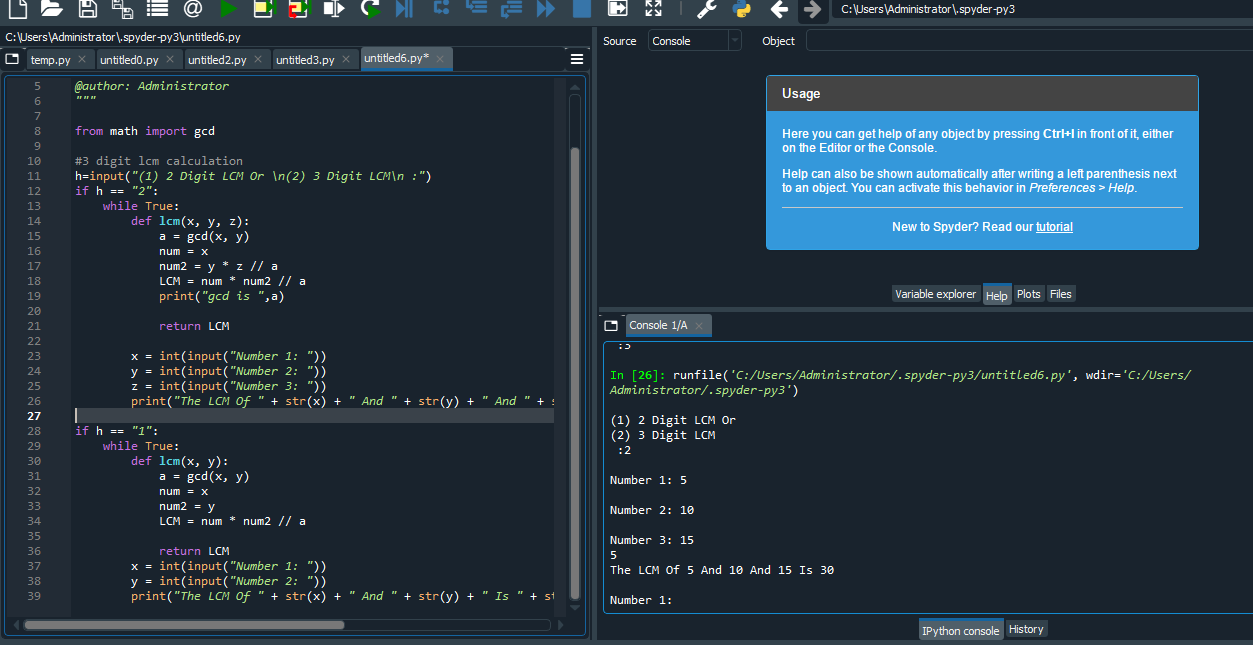 C:\Users\Administrator\.spyder-py3
C:\Users\Administrator\.spyder-py3\untitled6.py
temp.py
untitled0.py
untitled2.py
untitled3.py
untitled6.py*
5 @author: Administrator
6 """
7
8 from math import gcd
9
10 #3 digit lcm calculation
11 h=input("(1) 2 Digit LCM Or \n(2) 3 Digit LCM\n :")
12 if h == "2":
13 while True:
14 def lcm(x, y, z):
15 a = gcd(x, y)
16 num = x
17 num2 = y * z // a
18 LCM = num * num2 // a
19 print("gcd is ",a)
20
21 return LCM
22
23 x = int(input("Number 1: "))
24 y = int(input("Number 2: "))
25 z = int(input("Number 3: "))
26 print("The LCM Of " + str(x) + " And " + str(y) + " And " + s
27
28 if h == "1":
29 while True:
30 def lcm(x, y):
31 a = gcd(x, y)
32 num = x
33 num2 = y
34 LCM = num * num2 // a
35
36 return LCM
37 x = int(input("Number 1: "))
38 y = int(input("Number 2: "))
39 print("The LCM Of " + str(x) + " And " + str(y) + " Is " + st
Source Console Object
Usage
Here you can get help of any object by pressing Ctrl+I in front of it, either
on the Editor or the Console.
Help can also be shown automatically after writing a left parenthesis next
to an object. You can activate this behavior in Preferences > Help.
New to Spyder? Read our tutorial
Variable explorer Help Plots Files
Console 1/A
:3
In [26]: runfile('C:/Users/Administrator/.spyder-py3/untitled6.py', wdir='C:/Users/
Administrator/.spyder-py3')
(1) 2 Digit LCM Or
(2) 3 Digit LCM
:2
Number 1: 5
Number 2: 10
Number 3: 15
5
The LCM Of 5 And 10 And 15 Is 30
Number 1:
IPython console History